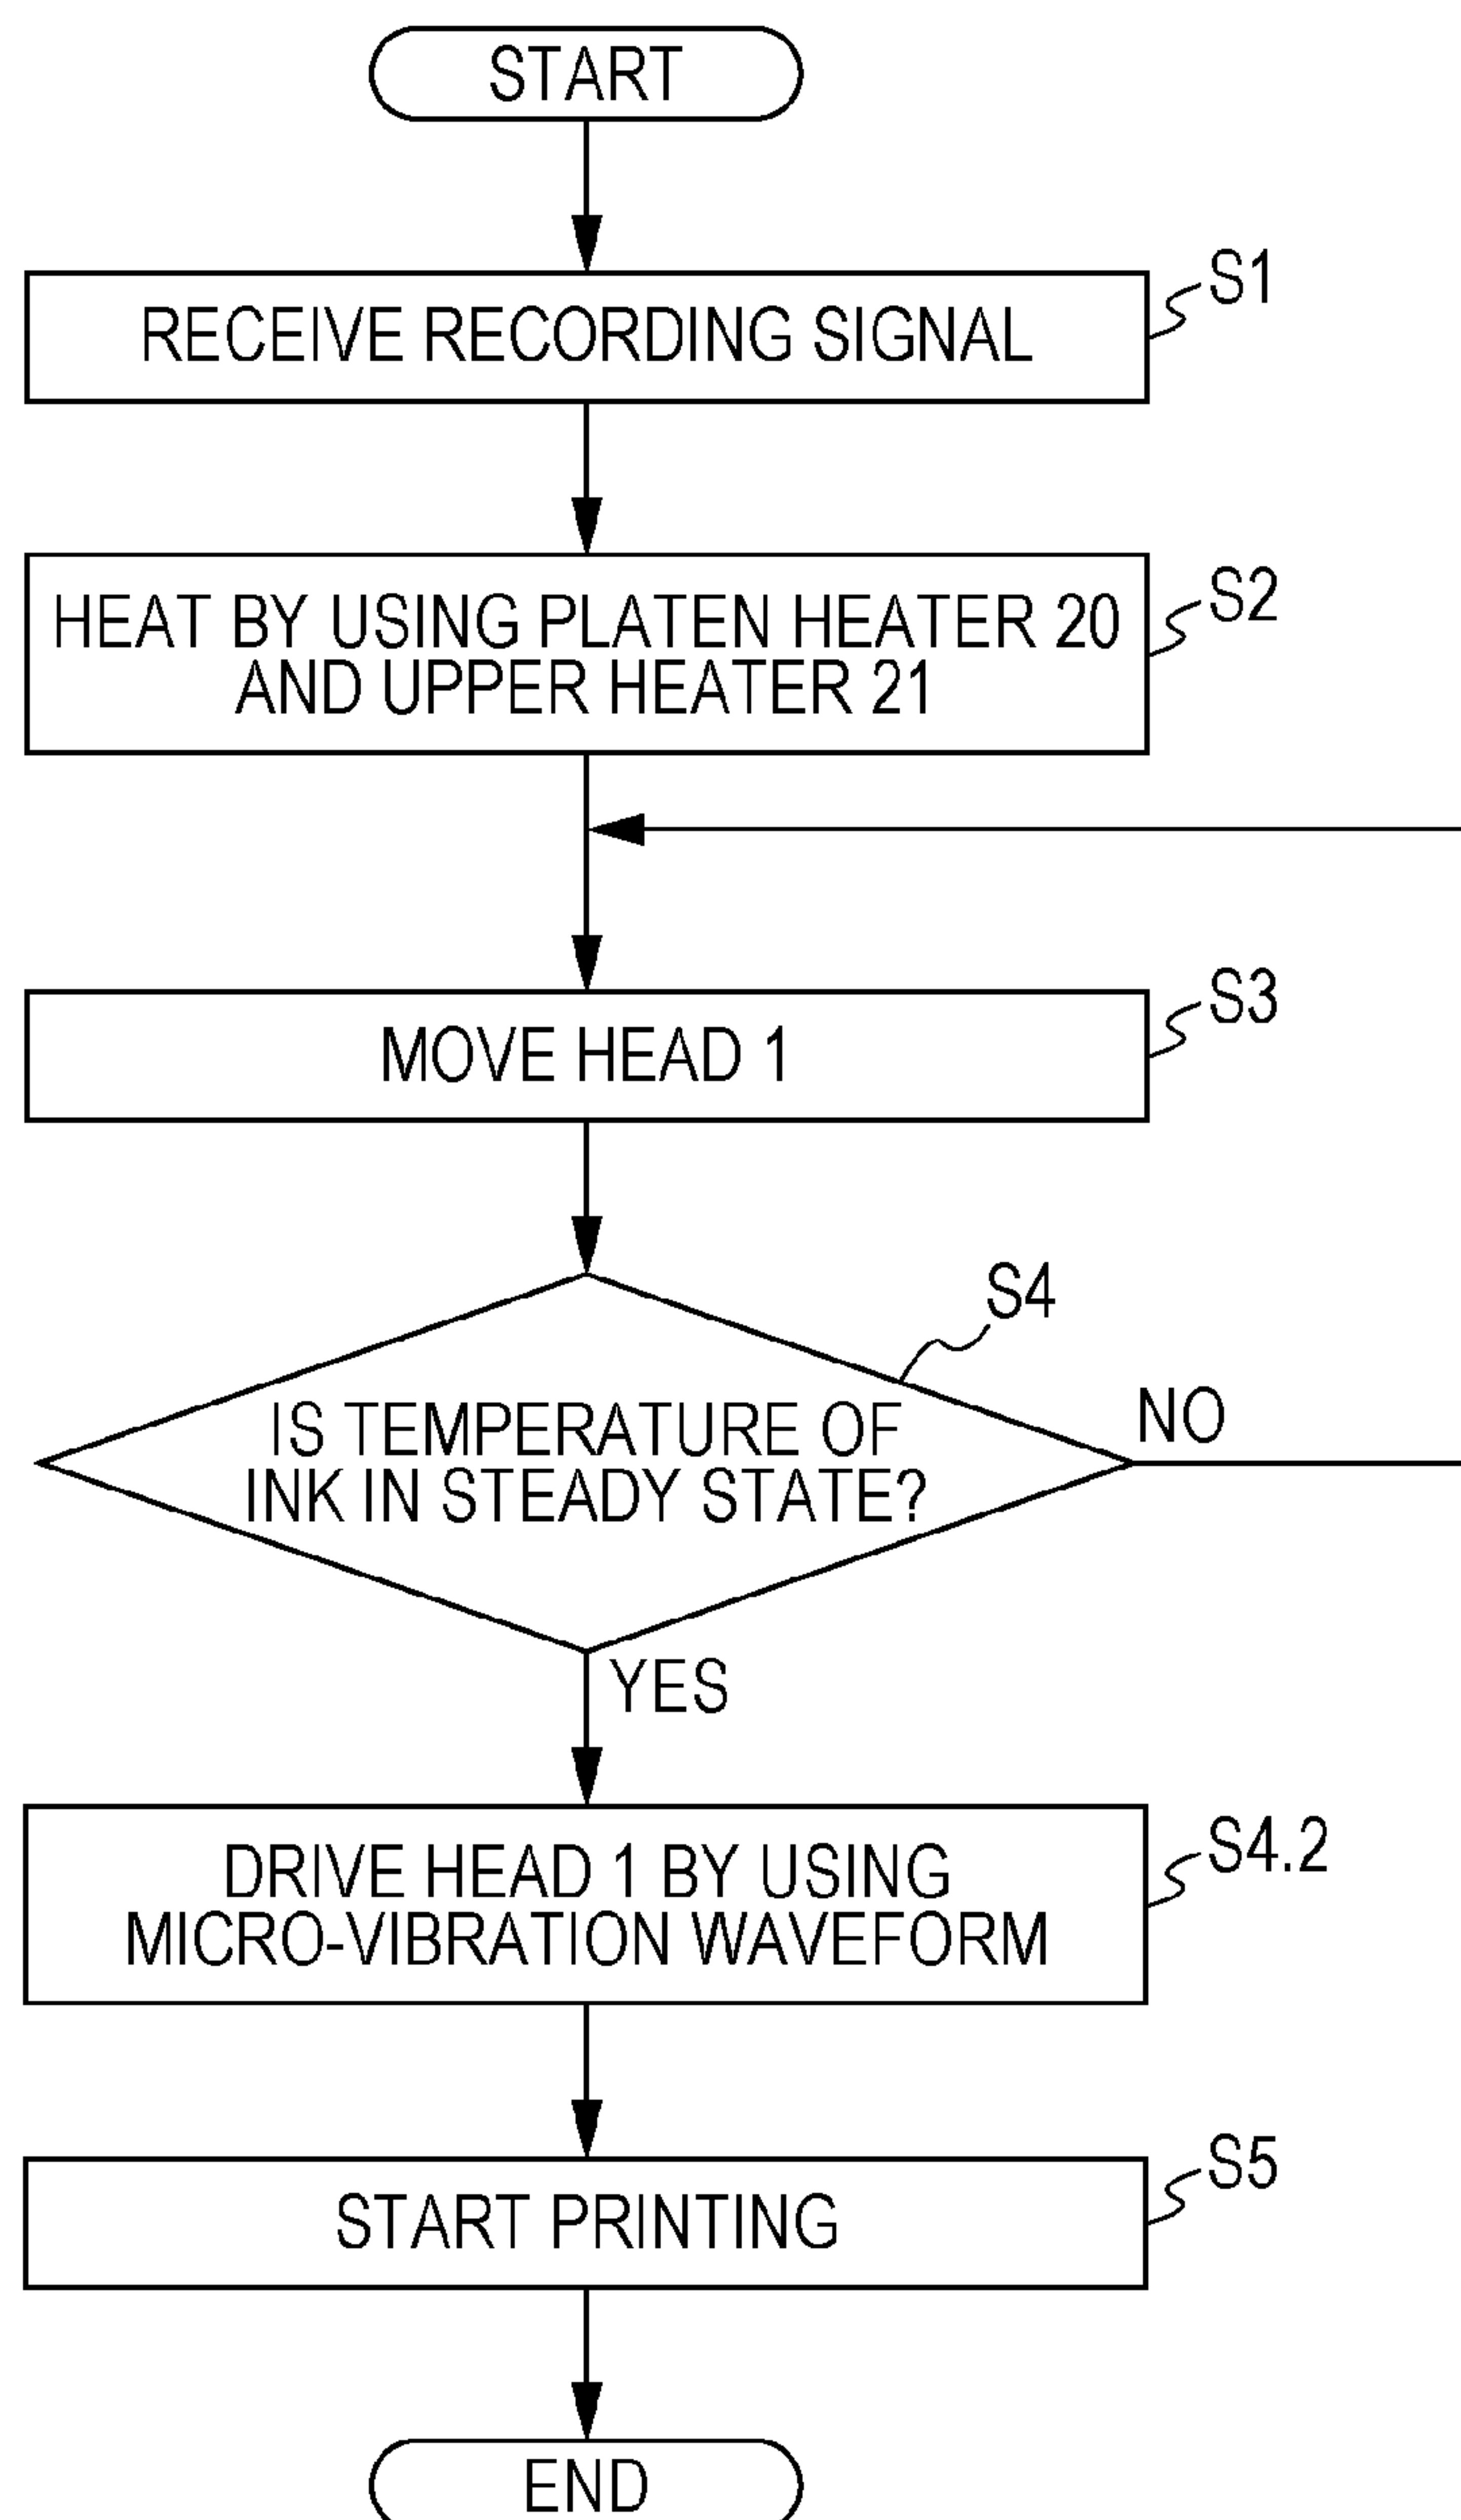 START
S1
RECEIVE RECORDING SIGNAL
S2
HEAT BY USING PLATEN HEATER 20
AND UPPER HEATER 21
S3
MOVE HEAD 1
S4
IS TEMPERATURE OF
INK IN STEADY STATE?
NO
YES
S4.2
DRIVE HEAD 1 BY USING
MICRO-VIBRATION WAVEFORM
S5
START PRINTING
END